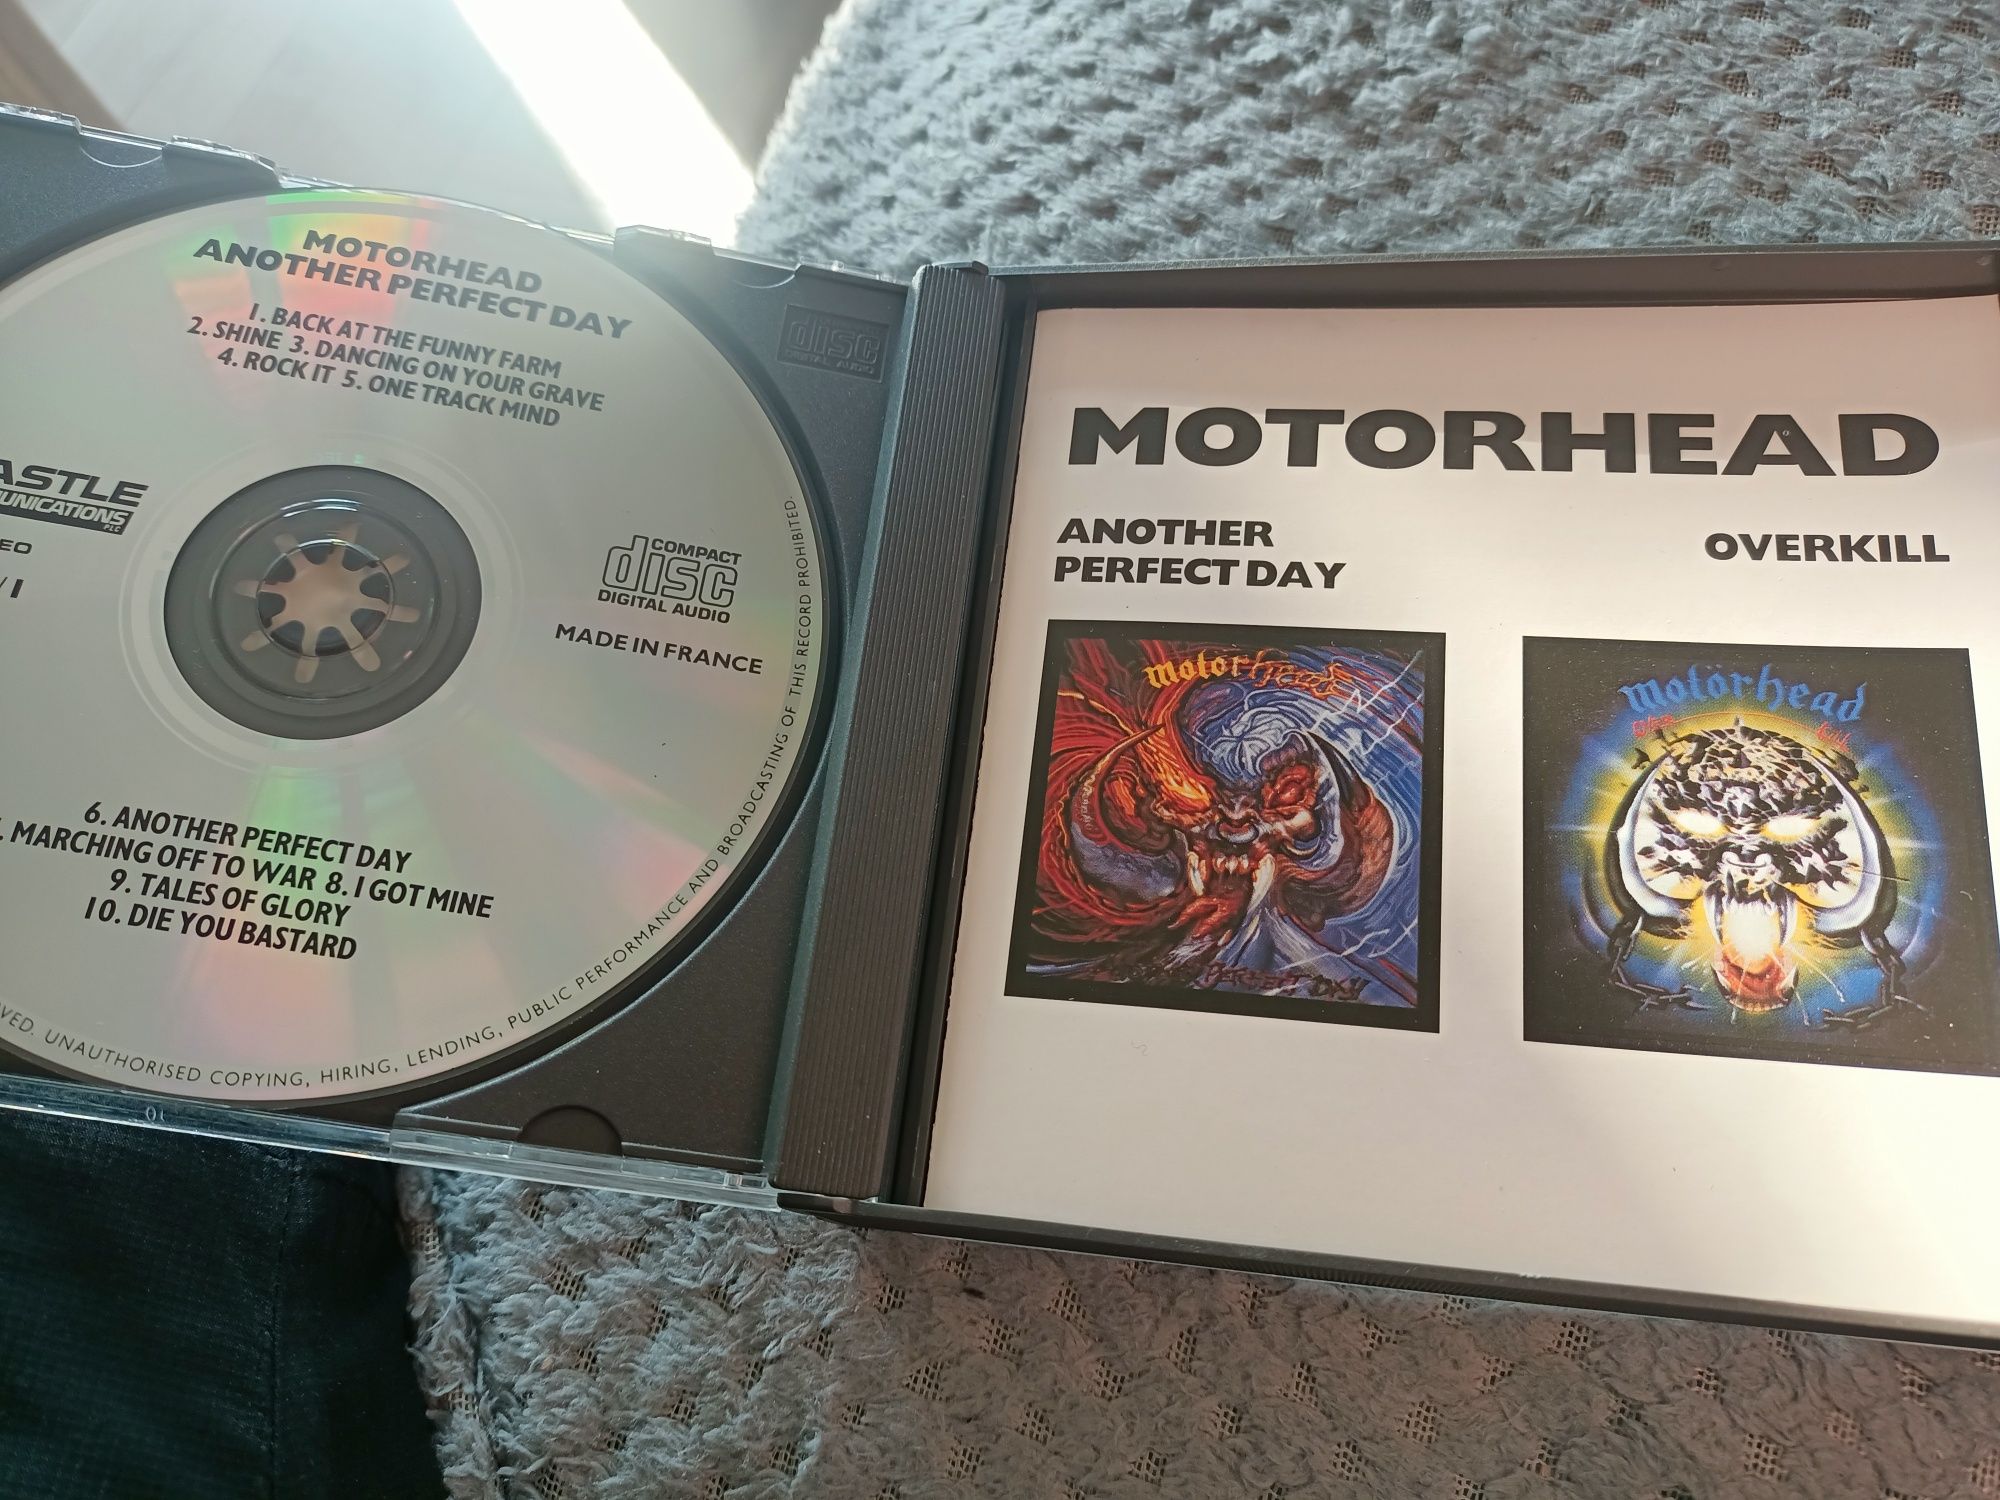 MOTORHEAD
ANOTHER PERFECT DAY
1. BACK AT THE FUNNY FARM
2. SHINE 3. DANCING ON YOUR GRAVE
4. ROCK IT 5. ONE TRACK MIND
COMPACT
disc
DIGITAL AUDIO
MADE IN FRANCE
PLC
6. ANOTHER PERFECT DAY
MARCHING OFF TO WAR 8. I GOT MINE
9. TALES OF GLORY
10. DIE YOU BASTARD
UNAUTHORISED COPYING, HIRING, LENDING, PUBLIC PERFORMANCE AND BROADCASTING OF THIS RECORD PROHIBITED.
disc
DIGITAL AUDIO
MOTORHEAD
ANOTHER
PERFECT DAY
OVERKILL
Motörhead
PERFECT DAY
Motörhead